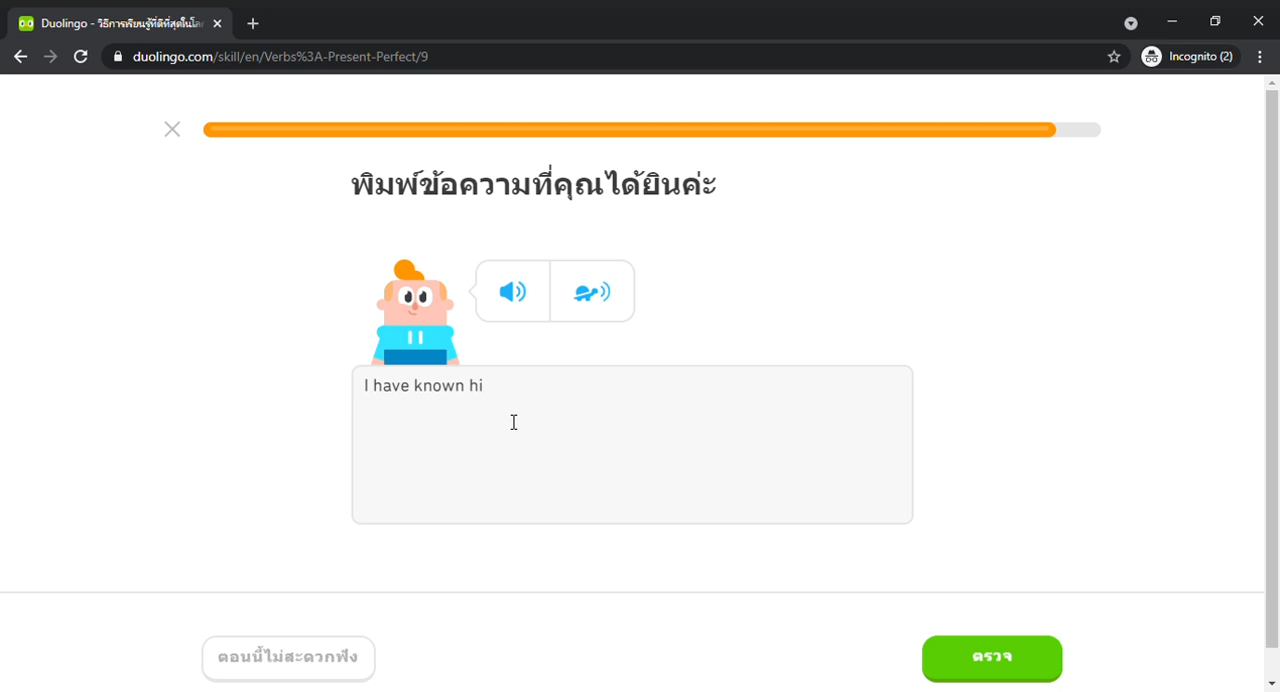 Duolingo - วิธีการเรียนรู้ที่ดีที่สุดในโล
duolingo.com/skill/en/Verbs%3A-Present-Perfect/9
Incognito (2)
พิมพ์ข้อความที่คุณได้ยินค่ะ
I have known hi
ตอนนี้ไม่สะดวกฟัง
ตรวจ